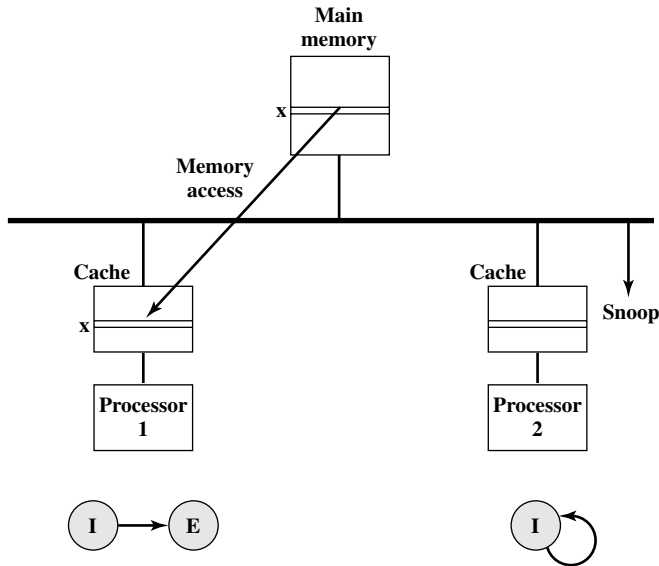 Main
memory
x
Memory
access
Cache
Cache
x
Snoop
Processor
1
Processor
2
I
E
I